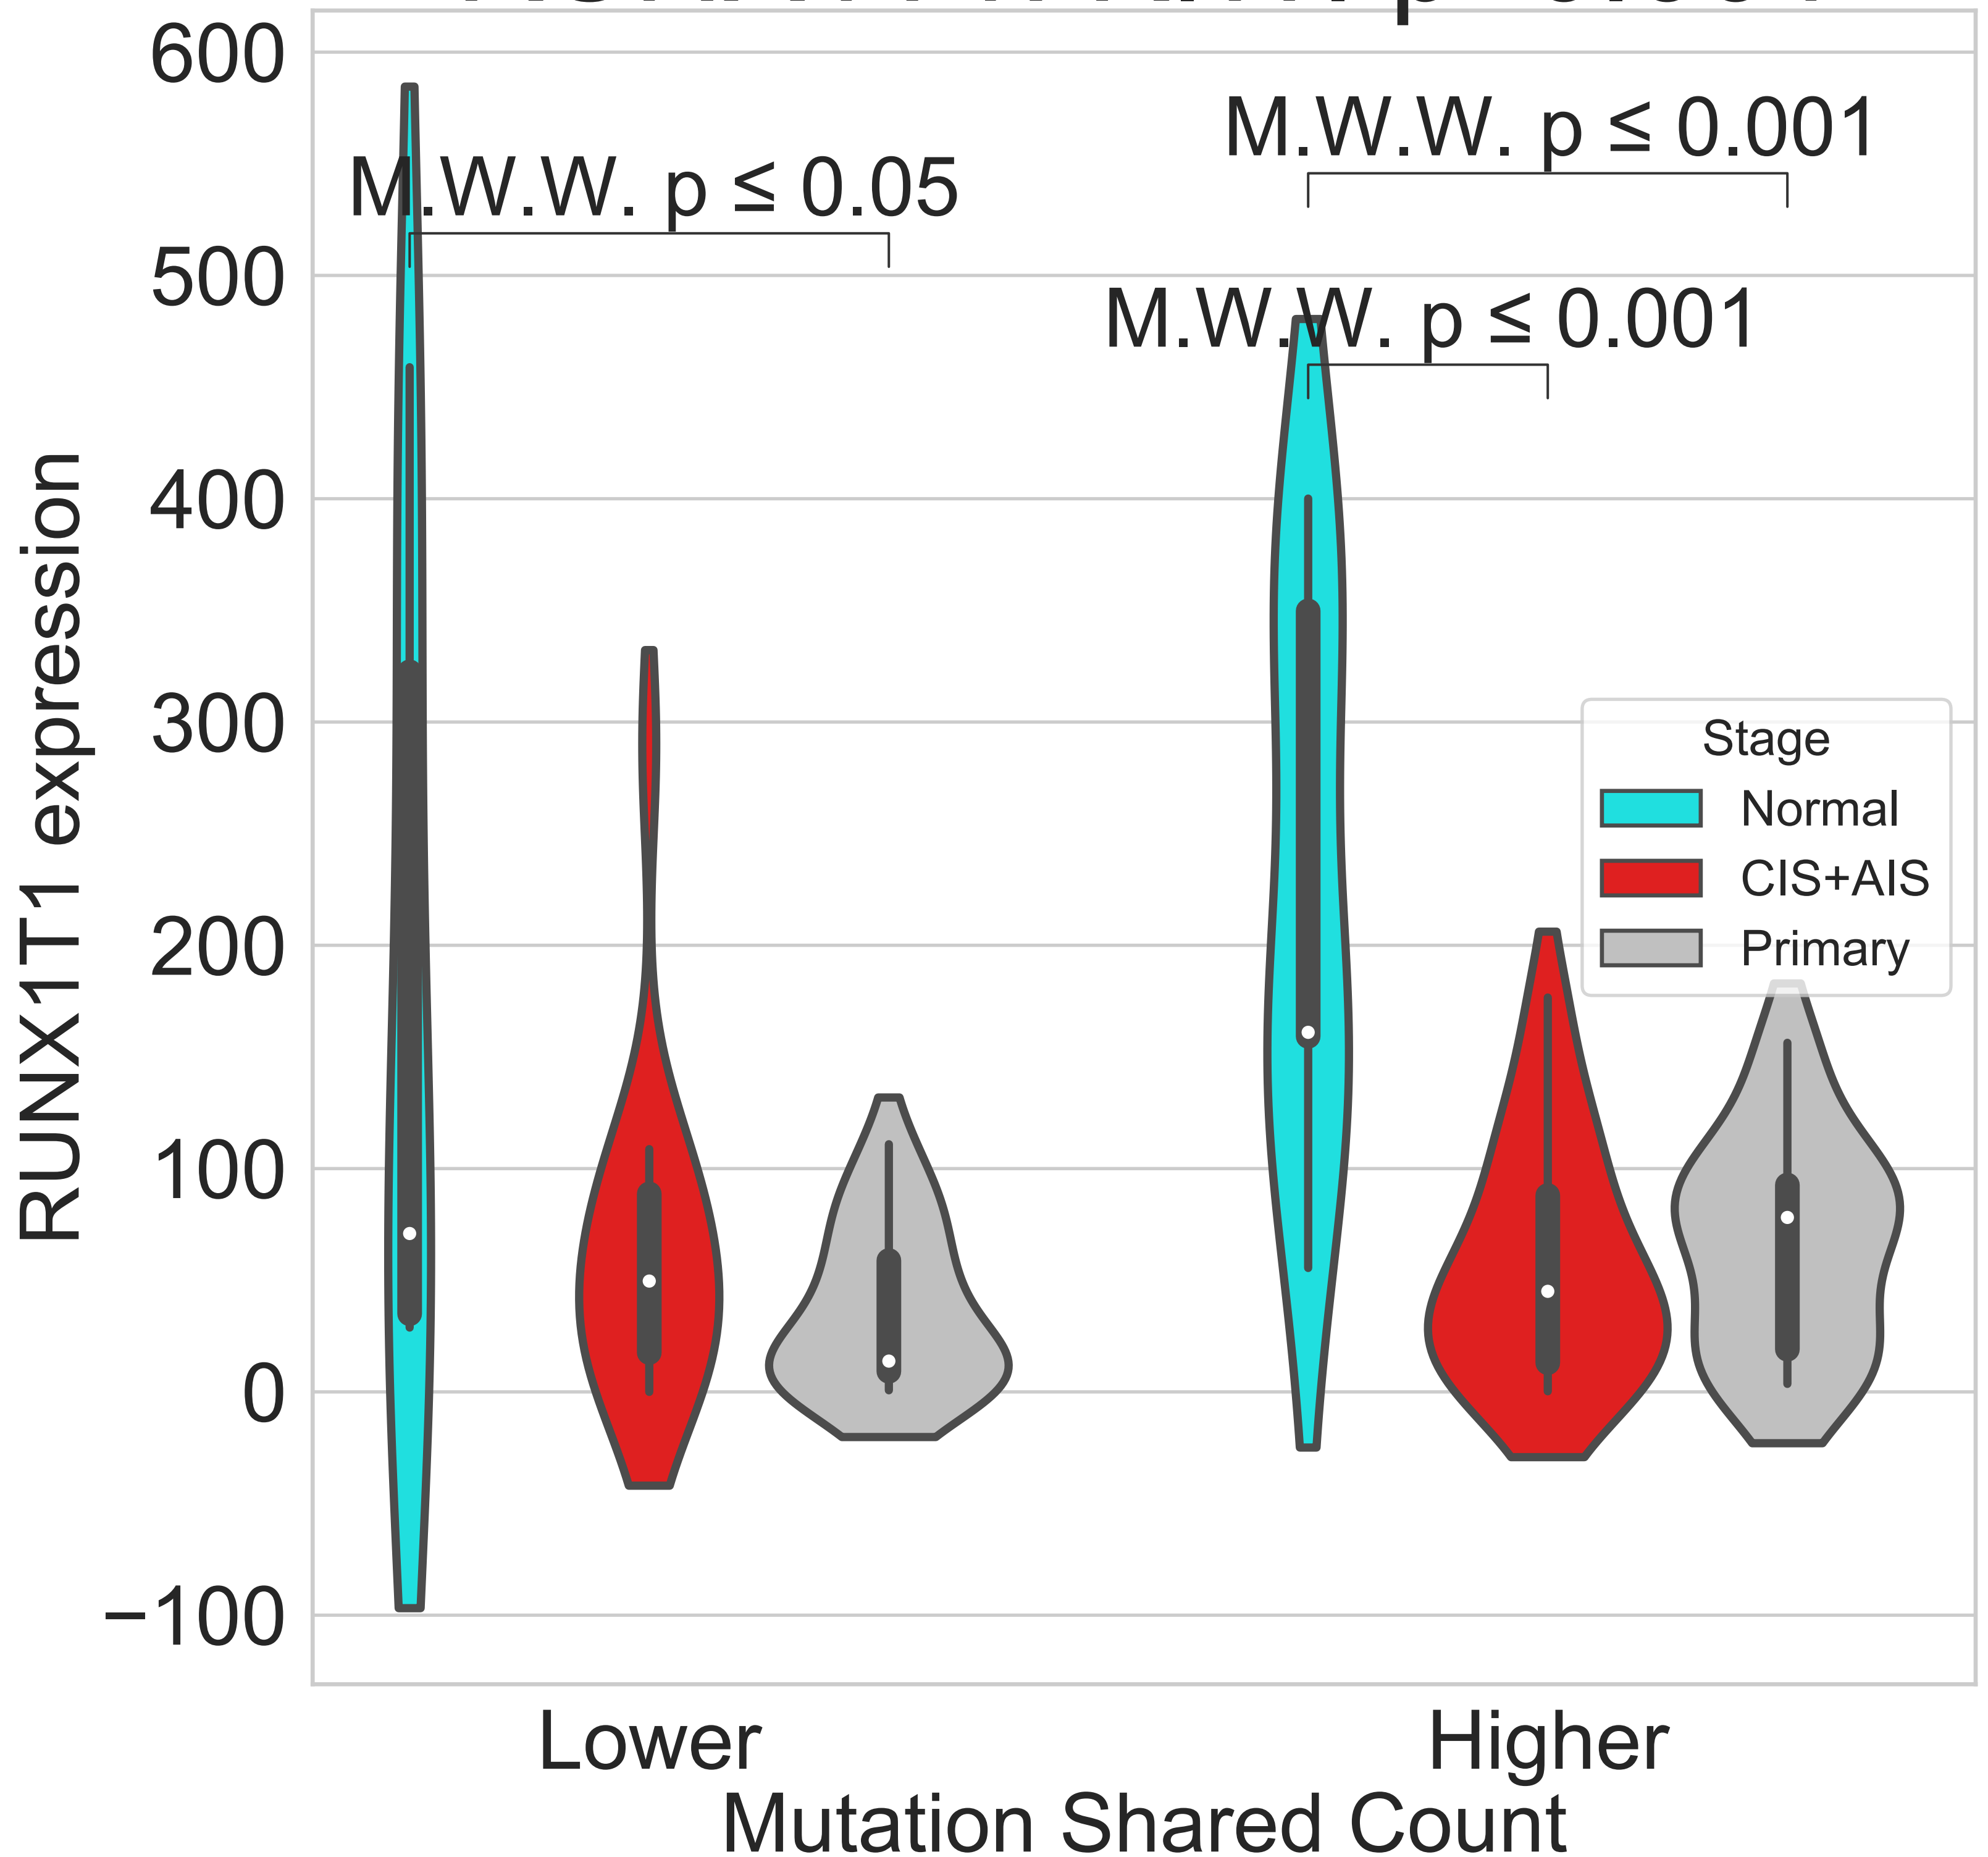 600
M.W.W. p ≤ 0.001
M.W.W. p ≤ 0.05
500
M.W.W. p ≤ 0.001
400
300
200
100
0
−100
RUNX1T1 expression
Stage
Normal
CIS+AIS
Primary
Lower
Higher
Mutation Shared Count